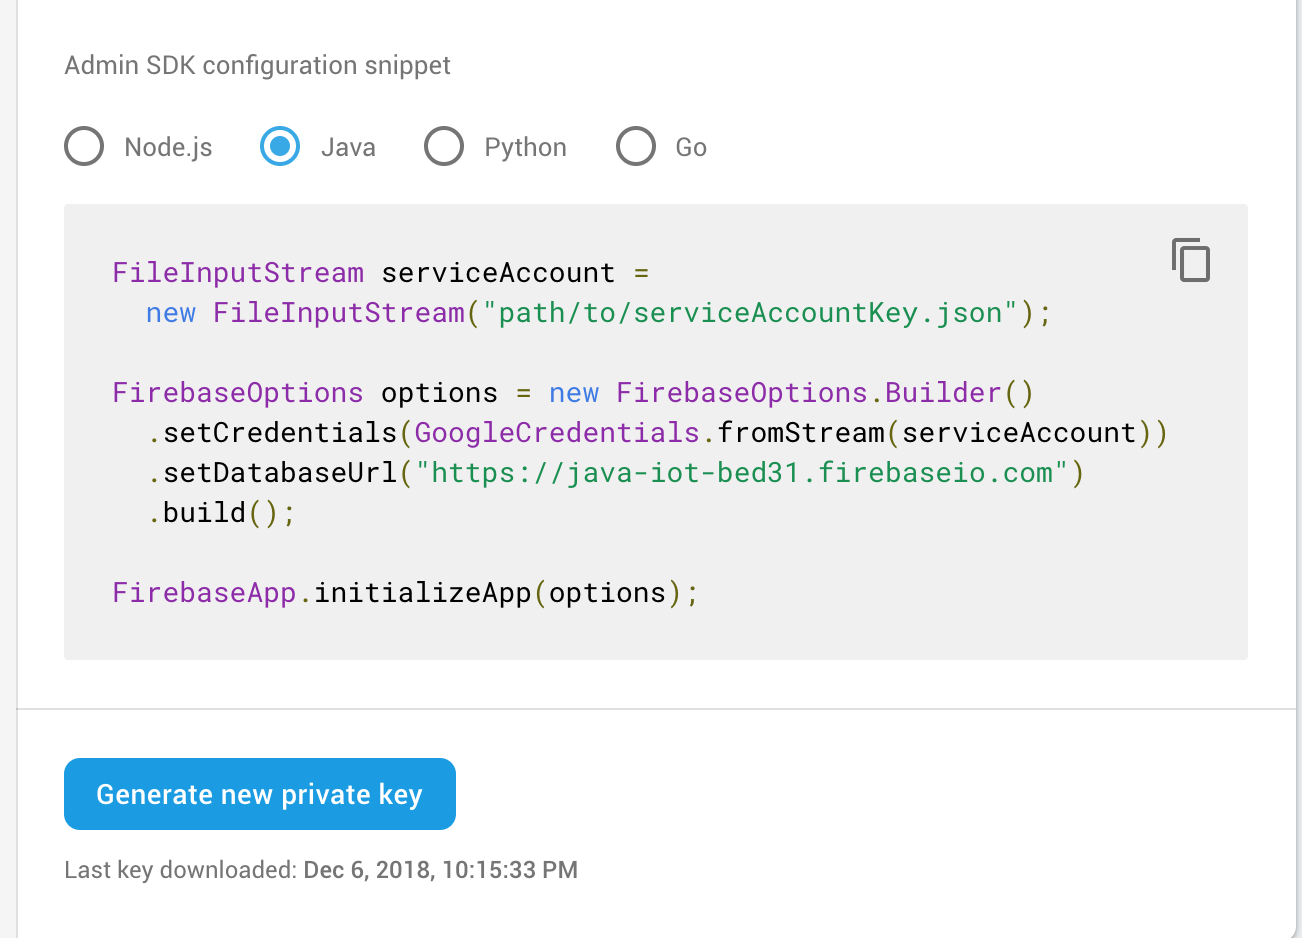 Admin SDK configuration snippet
Node.js Java Python Go
FileInputStream serviceAccount =
new FileInputStream("path/to/serviceAccountKey.json");
FirebaseOptions options = new FirebaseOptions.Builder()
.setCredentials(GoogleCredentials.fromStream(serviceAccount))
.setDatabaseUrl("https://java-iot-bed31.firebaseio.com")
.build();
FirebaseApp.initializeApp(options);
Generate new private key
Last key downloaded: Dec 6, 2018, 10:15:33 PM